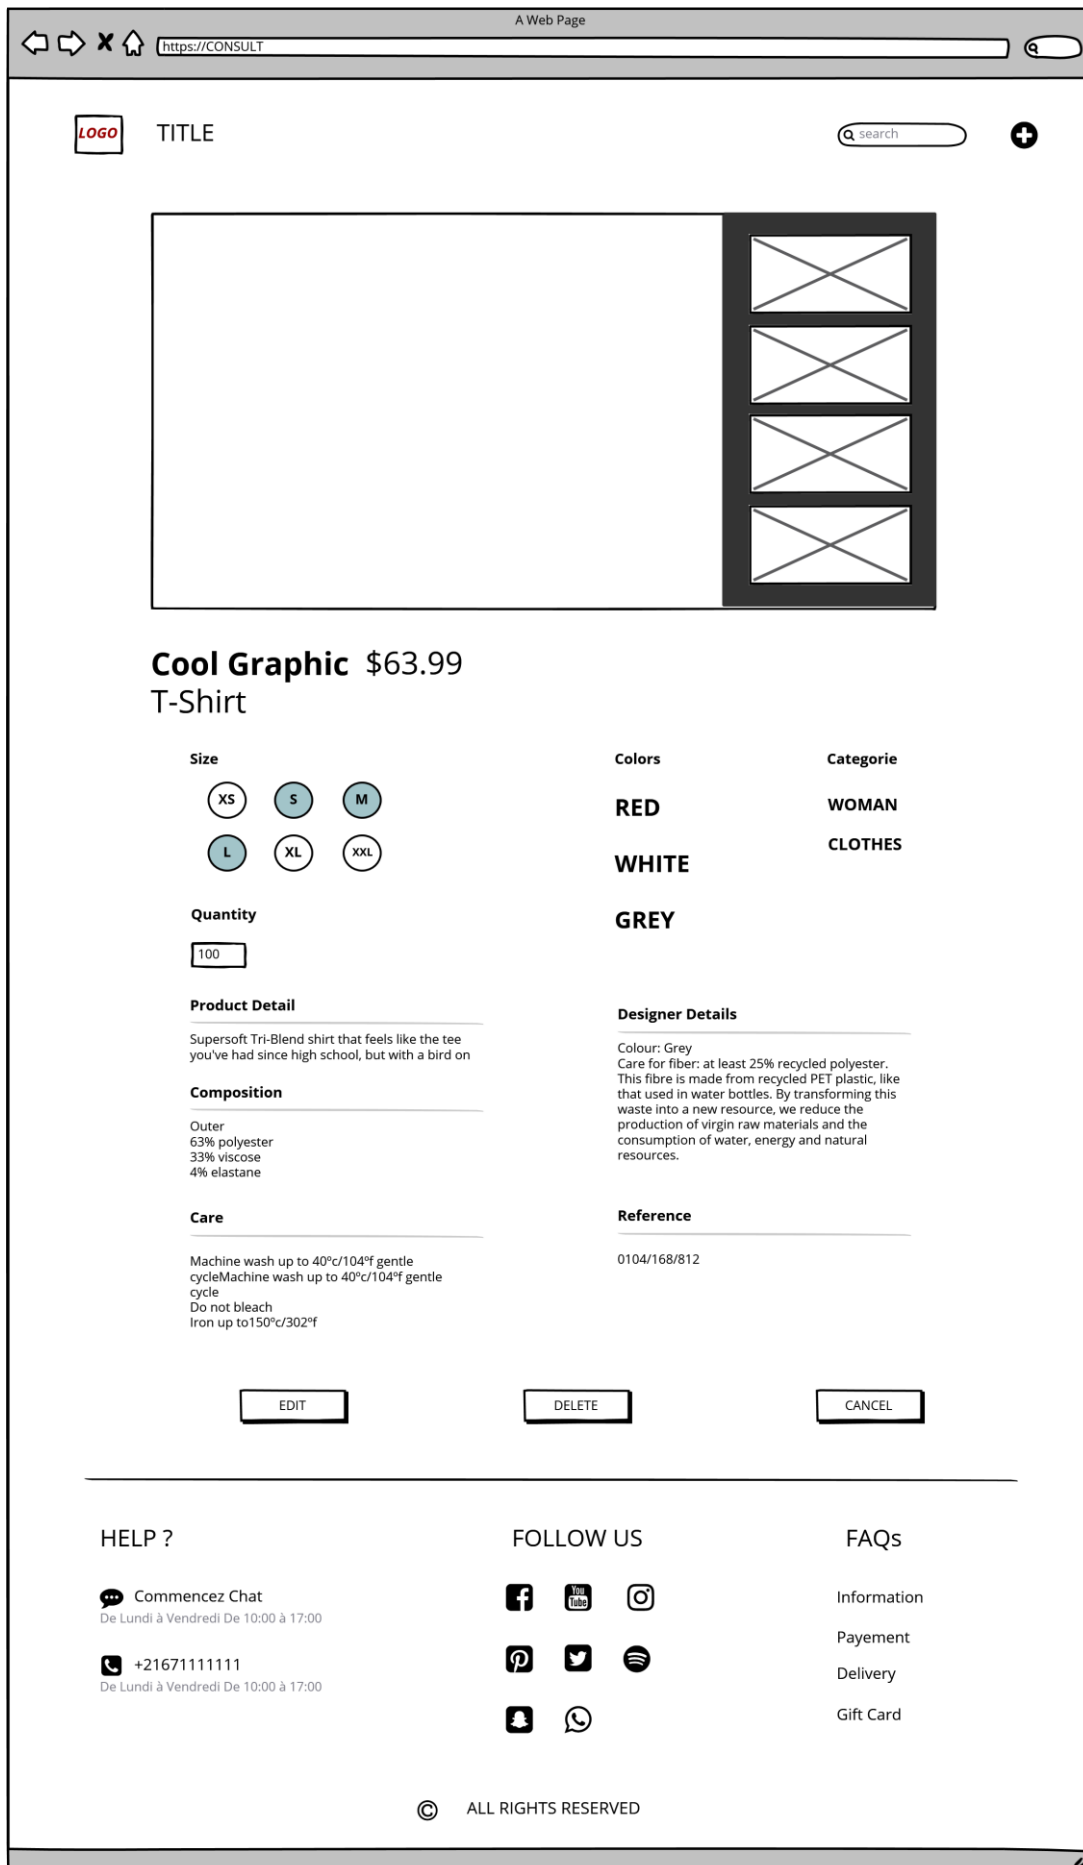 A Web Page
https://CONSULT
LOGO
TITLE
search
Cool Graphic $63.99
T-Shirt
Size
XS S M
L XL XXL
Quantity
100
Colors
RED
WHITE
GREY
Categorie
WOMAN
CLOTHES
Product Detail
Supersoft Tri-Blend shirt that feels like the tee
you've had since high school, but with a bird on
Composition
Outer
63% polyester
33% viscose
4% elastane
Care
Machine wash up to 40ºc/104ºf gentle
cycleMachine wash up to 40ºc/104ºf gentle
cycle
Do not bleach
Iron up to150ºc/302ºf
Designer Details
Colour: Grey
Care for fiber: at least 25% recycled polyester.
This fibre is made from recycled PET plastic, like
that used in water bottles. By transforming this
waste into a new resource, we reduce the
production of virgin raw materials and the
consumption of water, energy and natural
resources.
Reference
0104/168/812
EDIT
DELETE
CANCEL
HELP ?
Commencez Chat
De Lundi à Vendredi De 10:00 à 17:00
+21671111111
De Lundi à Vendredi De 10:00 à 17:00
FOLLOW US
You
Tube
FAQs
Information
Payement
Delivery
Gift Card
© ALL RIGHTS RESERVED